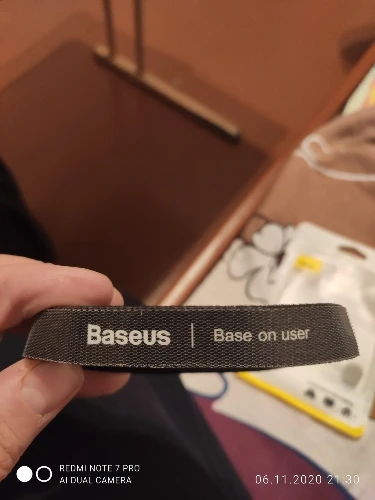 Baseus | Base on user
REDMI NOTE 7 PRO
AI DUAL CAMERA
06.11.2020 21:30